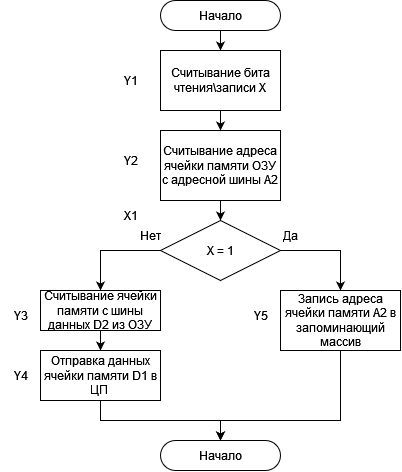 Начало
Y1
Считывание бита
чтения\записи X
Y2
Считывание адреса
ячейки памяти ОЗУ
с адресной шины A2
X1
Нет
X = 1
Да
Y3
Считывание ячейки
памяти с шины
данных D2 из ОЗУ
Y5
Запись адреса
ячейки памяти A2 в
запоминающий
массив
Y4
Отправка данных
ячейки памяти D1 в
ЦП
Начало